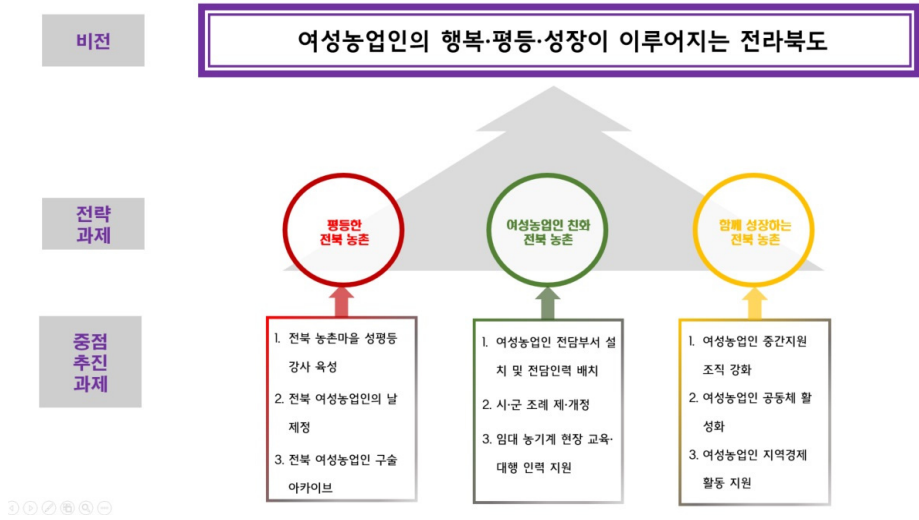 비전
여성농업인의 행복·평등·성장이 이루어지는 전라북도
전략
과제
평등한
전북 농촌
여성농업인 친화
전북 농촌
함께 성장하는
전북 농촌
중점
추진
과제
1. 전북 농촌마을 성평등
강사 육성
2. 전북 여성농업인의 날
제정
3. 전북 여성농업인 구술
아카이브
1. 여성농업인 전담부서 설
치 및 전담인력 배치
2. 시·군 조례 제·개정
3. 임대 농기계 현장 교육·
대행 인력 지원
1. 여성농업인 중간지원
조직 강화
2. 여성농업인 공동체 활
성화
3. 여성농업인 지역경제
활동 지원